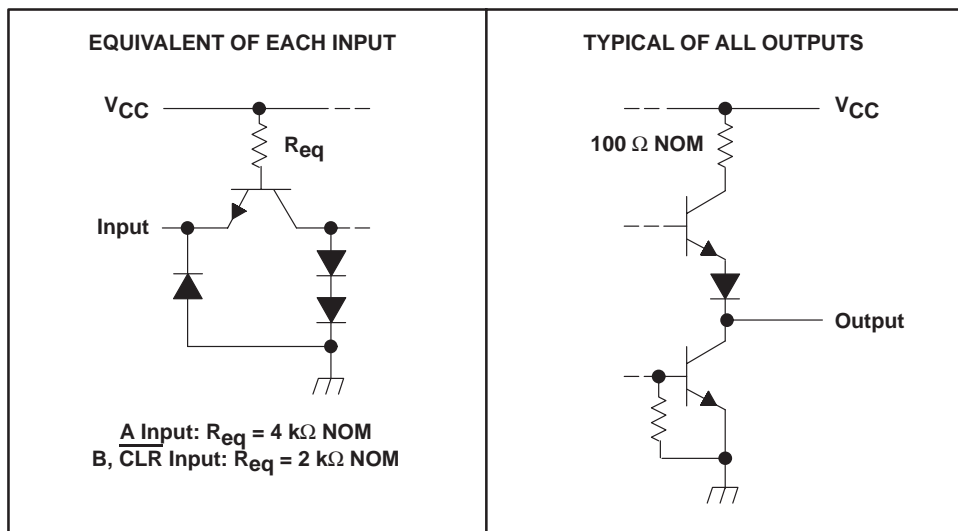 EQUIVALENT OF EACH INPUT
VCC
Req
Input
A Input: Req = 4 kΩ NOM
B, C̅L̅R̅ Input: Req = 2 kΩ NOM
TYPICAL OF ALL OUTPUTS
VCC
100 Ω NOM
Output